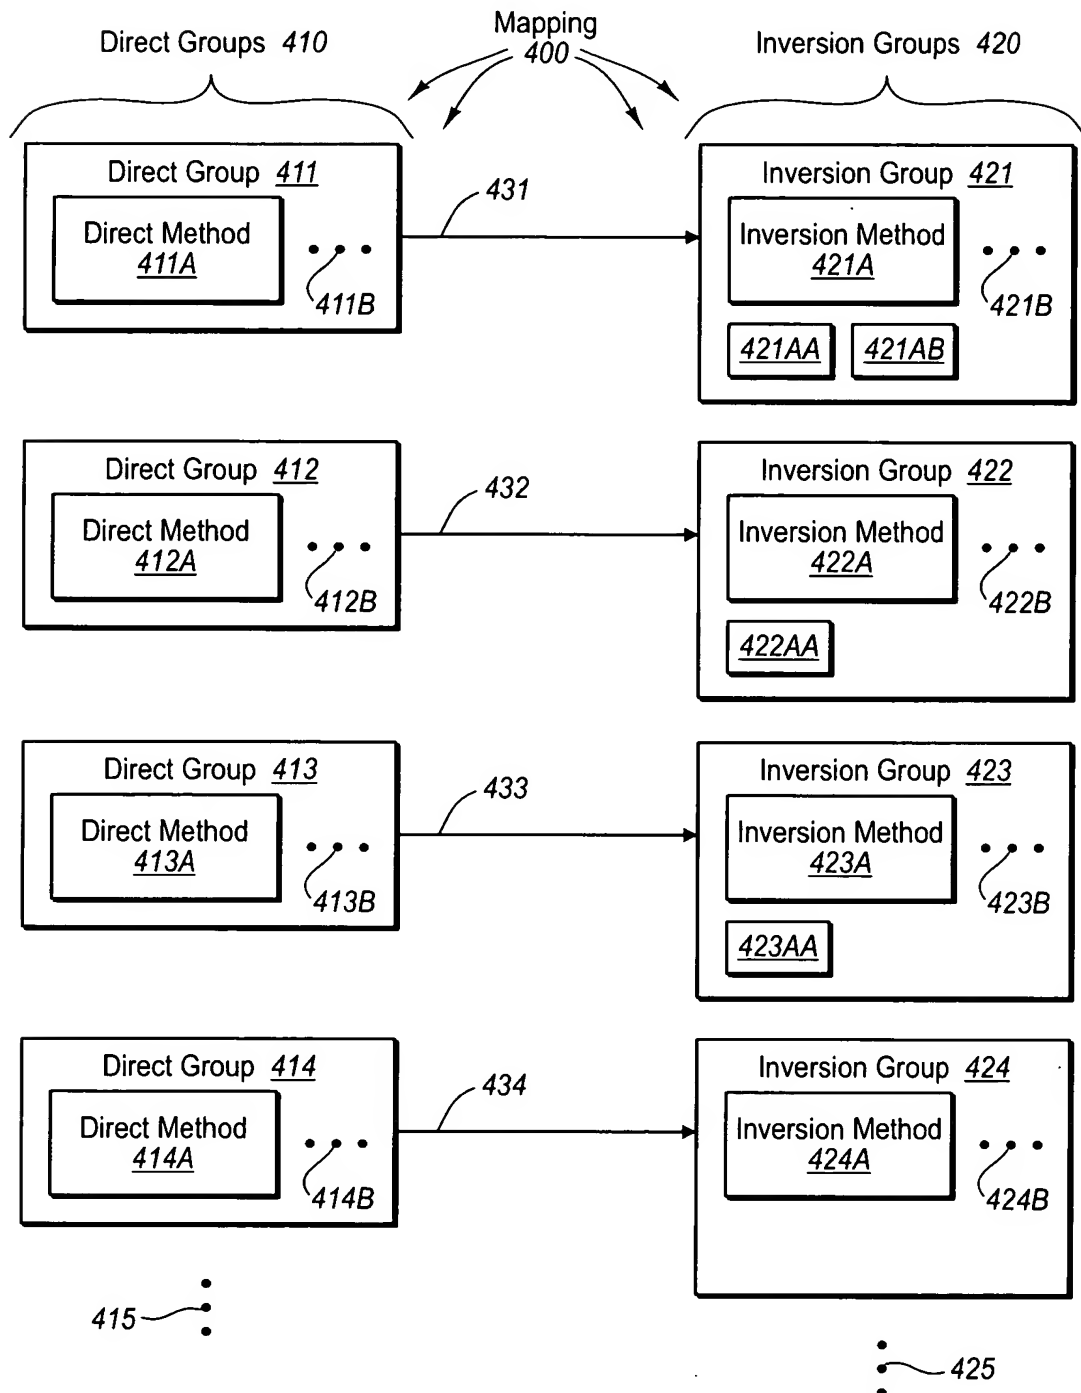 Direct Groups 410
Mapping
400
Inversion Groups 420
Direct Group 411
Direct Method
411A
411B
431
Inversion Group 421
Inversion Method
421A
421B
421AA
421AB
Direct Group 412
Direct Method
412A
412B
432
Inversion Group 422
Inversion Method
422A
422B
422AA
Direct Group 413
Direct Method
413A
413B
433
Inversion Group 423
Inversion Method
423A
423B
423AA
Direct Group 414
Direct Method
414A
414B
434
Inversion Group 424
Inversion Method
424A
424B
415
425